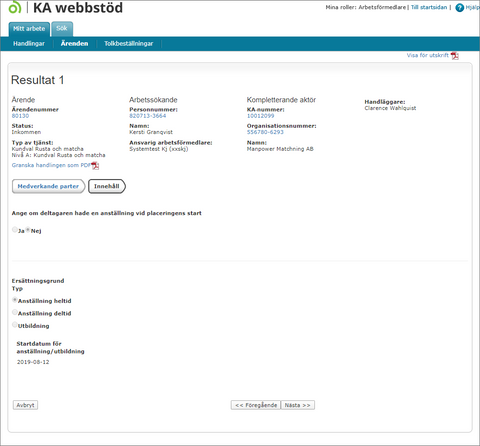 KA webbstöd
Mina roller: Arbetsförmedlare | Till startsidan | ? Hjälp
Mitt arbete Sök
Handlingar Ärenden Tolkbeställningar
Visa för utskrift
Resultat 1
Ärende Arbetssökande Kompletterande aktör Handläggare:
Ärendenummer Personnummer: KA-nummer: Clarence Wahlquist
80130 820713-3664 10012099
Status: Namn: Organisationsnummer:
Inkommen Kersti Granqvist 556780-6293
Typ av tjänst: Ansvarig arbetsförmedlare: Namn:
Kundval Rusta och matcha Systemtest Kj (xxskj) Manpower Matchning AB
Nivå A: Kundval Rusta och matcha
Granska handlingen som PDF
Medverkande parter Innehåll
Ange om deltagaren hade en anställning vid placeringens start
Ja Nej
Ersättningsgrund
Typ
Anställning heltid
Anställning deltid
Utbildning
Startdatum för
anställning/utbildning
2019-08-12
Avbryt << Föregående Nästa >>